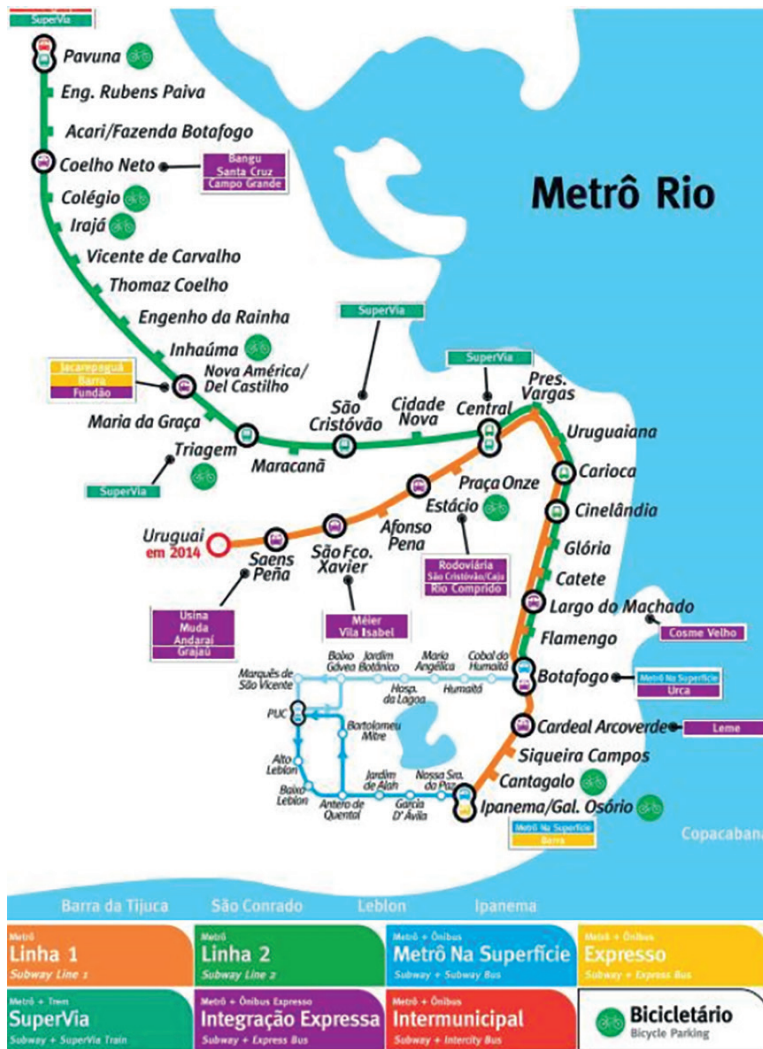 SuperVia
Pavuna
Eng. Rubens Paiva
Acari/Fazenda Botafogo
Coelho Neto
Bangu
Santa Cruz
Campo Grande
Metrô Rio
Colégio
Irajá
Vicente de Carvalho
Thomaz Coelho
Engenho da Rainha
SuperVia
Inhaúma
SuperVia
Jacarepaguá
Barra
Fundão
Nova América/
Del Castilho
Pres.
Vargas
Maria da Graça
São
Cristóvão
Cidade
Nova
Central
Uruguaiana
Triagem
Maracanã
Carioca
SuperVia
Praça Onze
Estácio
Cinelândia
Uruguai
em 2014
Afonso
Pena
Saens
Peña
São Fco.
Xavier
Glória
Rodoviária
São Cristóvão/Caju
Rio Comprido
Catete
Usina
Muda
Andaraí
Grajaú
Méier
Vila Isabel
Largo do Machado
Cosme Velho
Flamengo
Marquês de
São Vicente
Baixo
Gávea
Jardim
Botânico
Maria
Angélica
Cobal do
Humaitá
Hosp.
da Lagoa
Humaitá
Botafogo
Metrô Na Superfície
Urca
PUC
Bartolomeu
Mitre
Cardeal Arcoverde
Leme
Alto
Leblon
Siqueira Campos
Baixo
Leblon
Antero de
Quental
Jardim
de Alah
Garcia
D' Ávila
Nossa Sra.
da Paz
Cantagalo
Ipanema/Gal. Osório
Metrô Na Superfície
Barra
Copacabana
Barra da Tijuca
São Conrado
Leblon
Ipanema
Metrô
Linha 1
Subway Line 1
Metrô
Linha 2
Subway Line 2
Metrô + Ônibus
Metrô Na Superfície
Subway + Subway Bus
Metrô + Ônibus
Expresso
Subway + Express Bus
Metrô + Trem
SuperVia
Subway + SuperVia Train
Metrô + Ônibus Expresso
Integração Expressa
Subway + Express Bus
Metrô + Ônibus
Intermunicipal
Subway + Intercity Bus
Bicicletário
Bicycle Parking